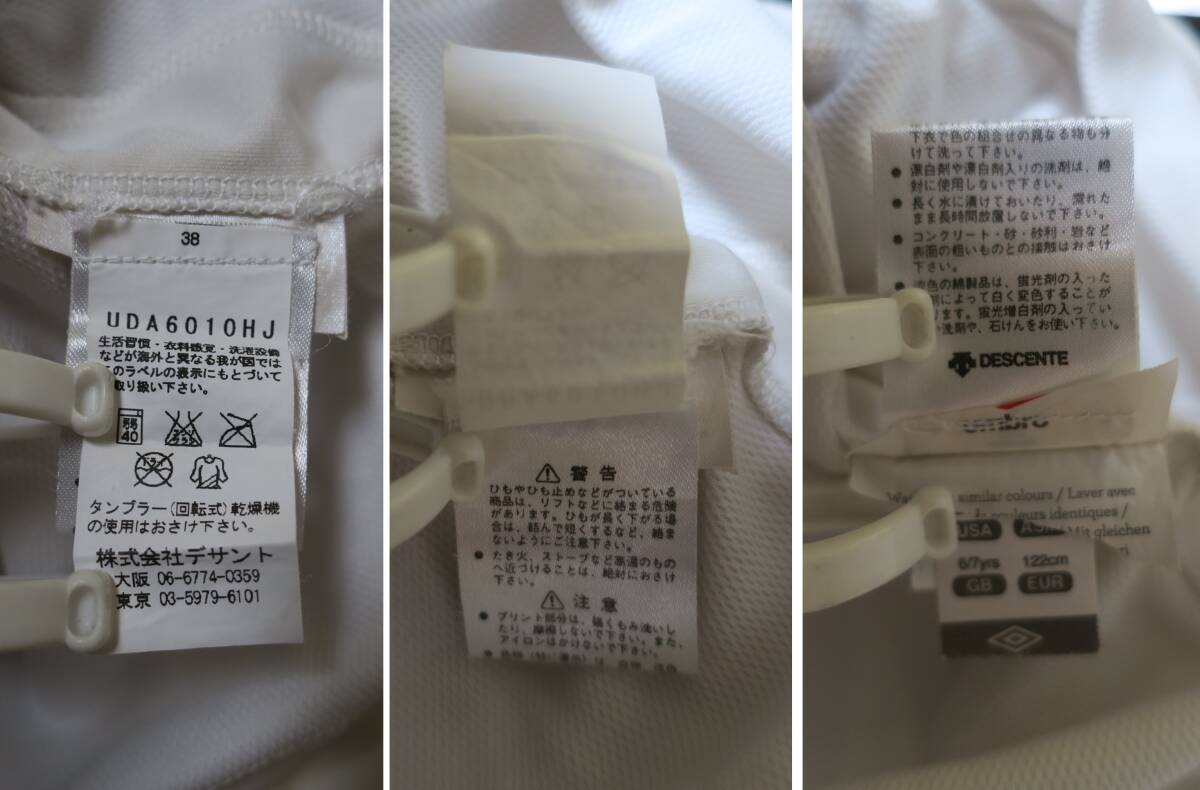 38
UDA6010HJ
生活習慣・衣料感覚・洗濯設備
などが海外と異なる我が国では
このラベルの表示にもとづいて
取り扱い下さい。
40
タンブラー(回転式)乾燥機
の使用はおさけ下さい。
株式会社デサント
大阪 06-6774-0359
東京 03-5979-6101
警告
ひもやひも止めなどがついている
商品は、リフトなどに絡まる危険
があります。ひもが長く下がる場
合は、結んで短くするなど、絡ま
ないようにご注意下さい。
● たき火、ストーブなど高温のもの
へ近づけることは、絶対におさけ
下さい。
注意
● プリント部分は、強くもみ洗いし
たり、摩擦しないで下さい。また、
アイロンはかけないで下さい。
下衣で色の組合せの異なる物も分
けて洗って下さい。
● 漂白剤や漂白剤入りの洗剤は、絶
対に使用しないで下さい。
● 長く水に漬けておいたり、濡れた
まま長時間放置しないで下さい。
● コンクリート・砂・砂利・岩など
表面の粗いものとの接触はおさけ
下さい。
色の綿製品は、蛍光剤の入った
剤によって白く変色することが
ります。蛍光増白剤の入ってい
洗剤や、石けんをお使い下さい。
DESCENTE
umbro
similar colours / Laver avec
couleurs identiques /
Mit gleichen
USA
6/7yrs 122cm
GB EUR